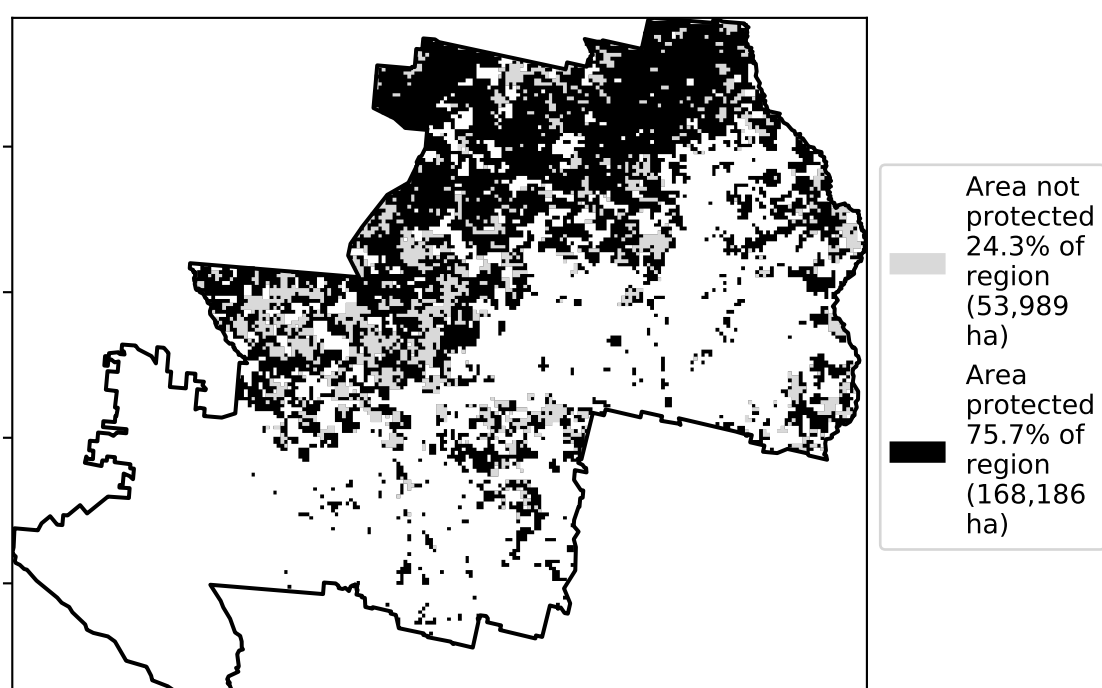 Area not
protected
24.3% of
region
(53,989
ha)
Area
protected
75.7% of
region
(168,186
ha)